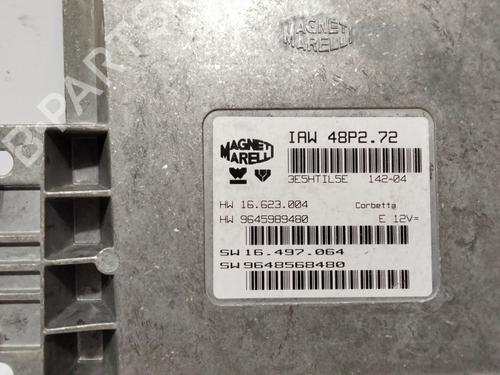 MAGNETI
MARELLI
B-PARTS
MAGNETI
MARELLI
IAW 48P2.72
3E5HTIL5E 142-04
HW 16.623.004 Corbetta
HW 9645989480 E 12V=
SW 16.497.064
SW 9648568480